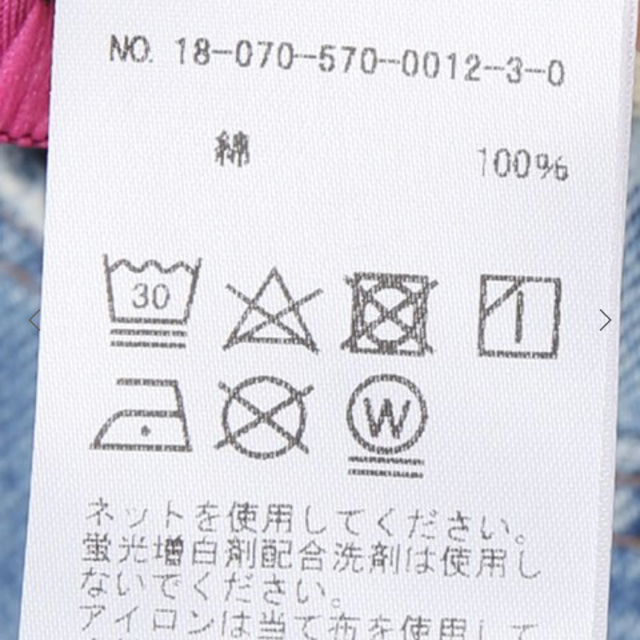 NO. 18-070-570-0012-3-0
綿 100%
30
W
ネットを使用してください。
蛍光増白剤配合洗剤は使用し
ないでください。
アイロンは当て布を使用して